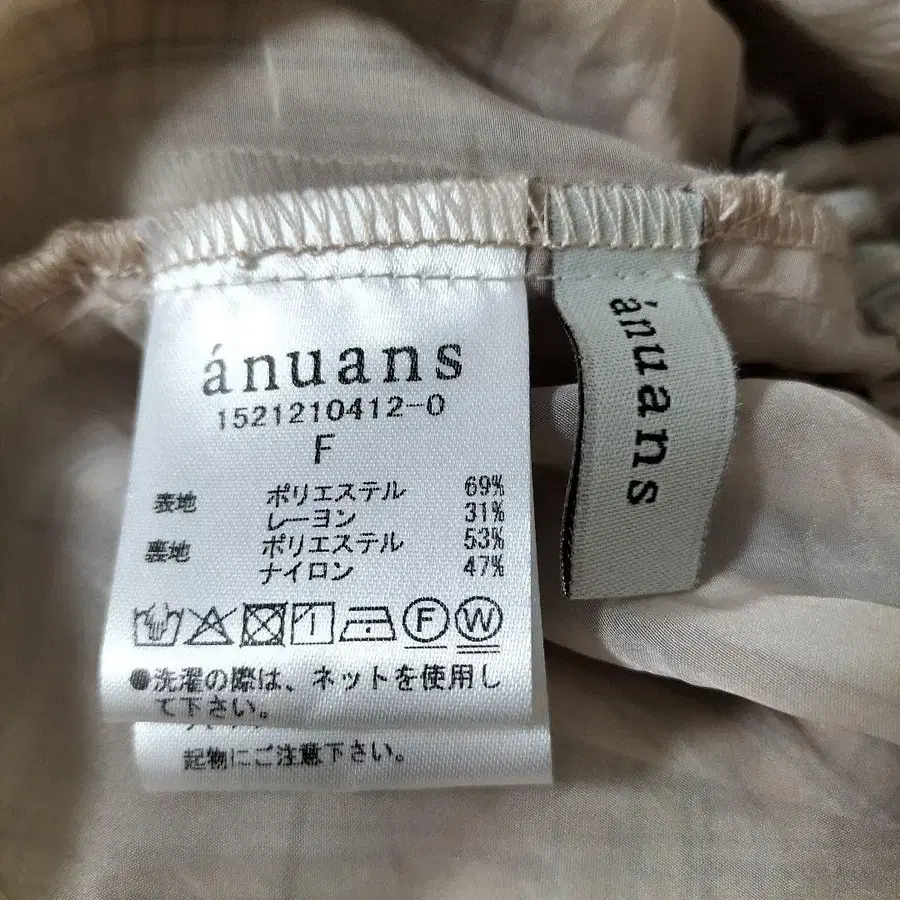 ánuans
1521210412-0
F
表地 ポリエステル 69%
レーヨン 31%
裏地 ポリエステル 53%
ナイロン 47%
F W
●洗濯の際は、ネットを使用し
て下さい。
起物にご注意下さい。
ánuans